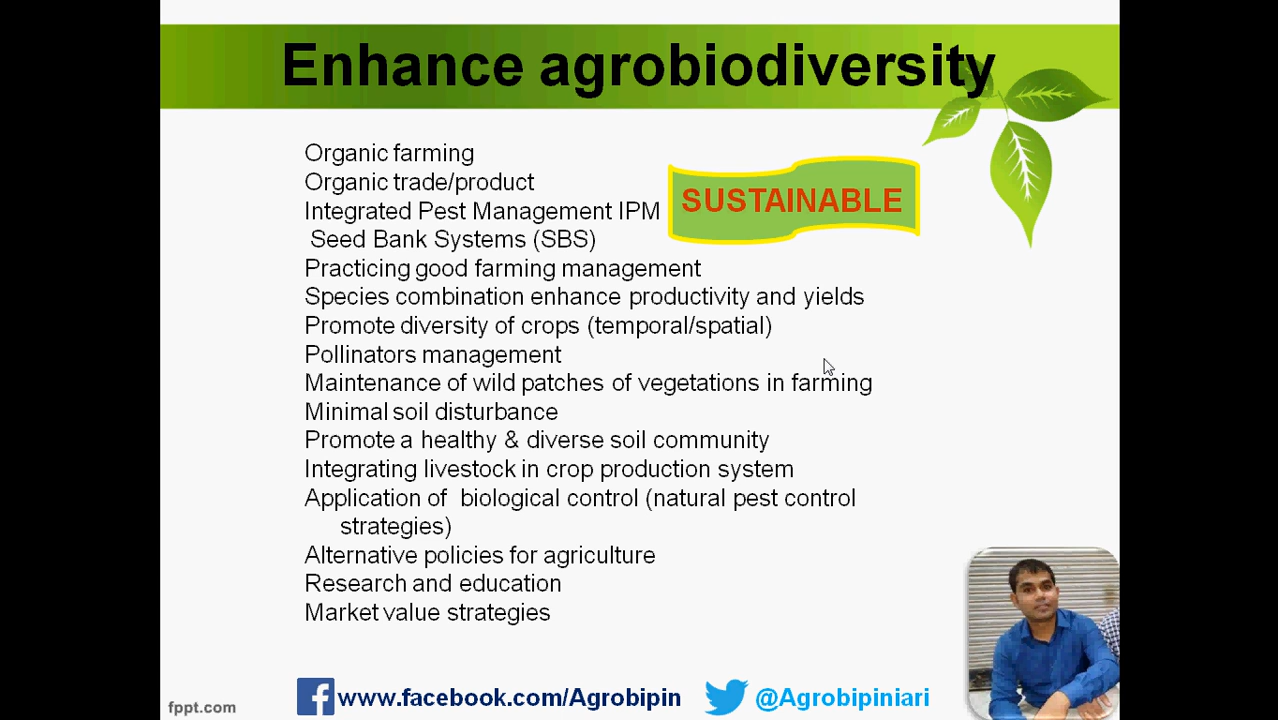 Enhance agrobiodiversity
Organic farming
Organic trade/product
Integrated Pest Management IPM
SUSTAINABLE
Seed Bank Systems (SBS)
Practicing good farming management
Species combination enhance productivity and yields
Promote diversity of crops (temporal/spatial)
Pollinators management
Maintenance of wild patches of vegetations in farming
Minimal soil disturbance
Promote a healthy & diverse soil community
Integrating livestock in crop production system
Application of biological control (natural pest control
strategies)
Alternative policies for agriculture
Research and education
Market value strategies
www.facebook.com/Agrobipin
@Agrobipiniari
fppt.com